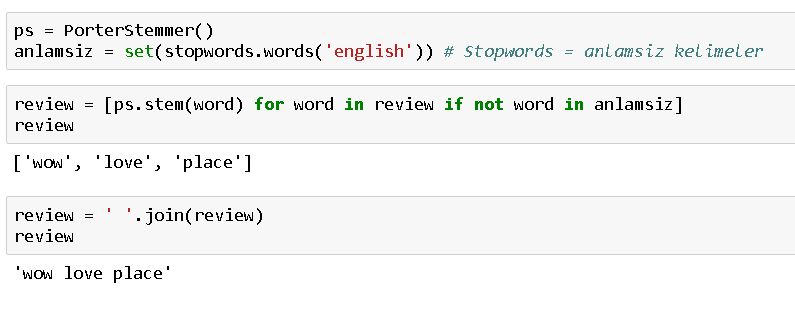 ps = PorterStemmer()
anlamsiz = set(stopwords.words('english')) # Stopwords = anlamsiz kelimeler
review = [ps.stem(word) for word in review if not word in anlamsiz]
review
['wow', 'love', 'place']
review = ' '.join(review)
review
'wow love place'